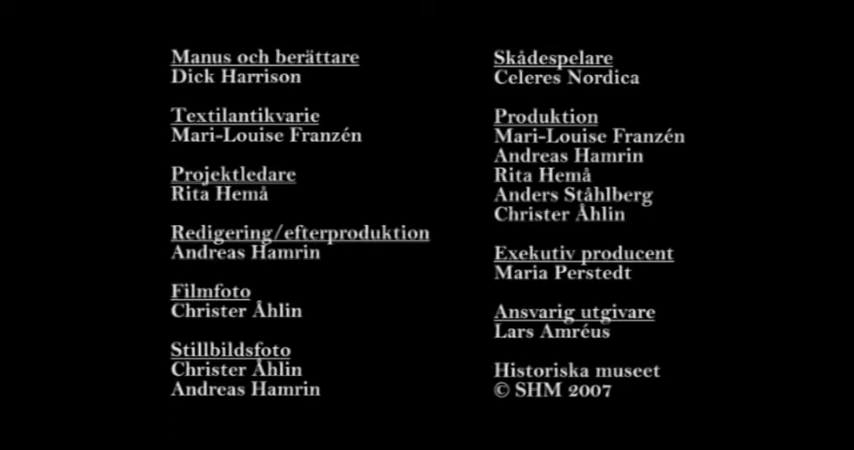 Manus och berättare
Dick Harrison
Textilantikvarie
Mari-Louise Franzén
Projektledare
Rita Hemå
Redigering/efterproduktion
Andreas Hamrin
Filmfoto
Christer Åhlin
Stillbildsfoto
Christer Åhlin
Andreas Hamrin
Skådespelare
Celeres Nordica
Produktion
Mari-Louise Franzén
Andreas Hamrin
Rita Hemå
Anders Ståhlberg
Christer Åhlin
Exekutiv producent
Maria Perstedt
Ansvarig utgivare
Lars Amréus
Historiska museet
© SHM 2007